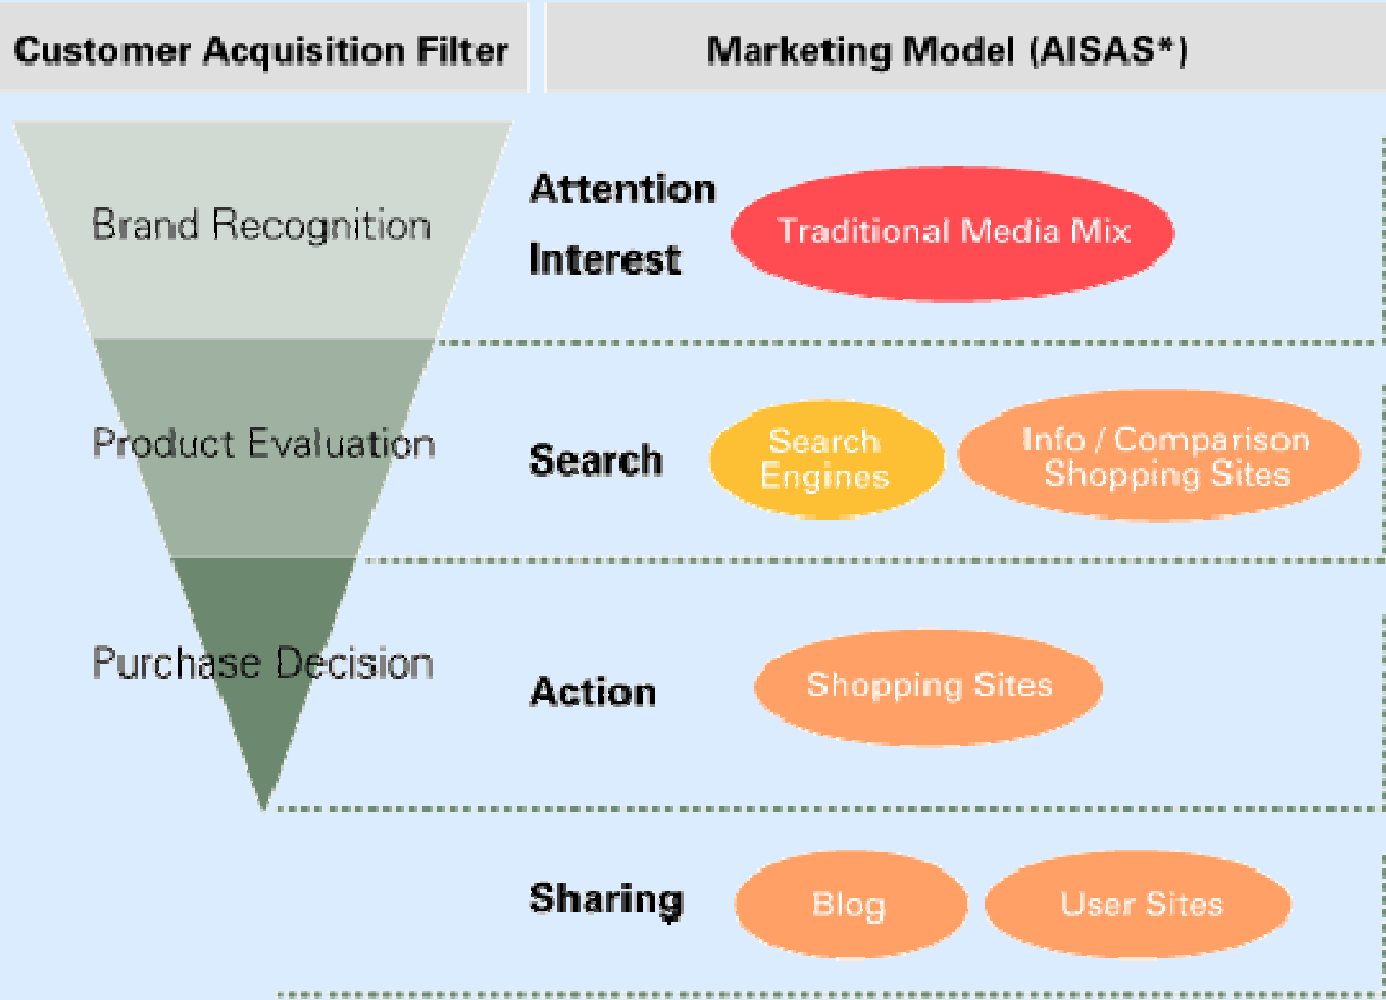 Customer Acquisition Filter
Marketing Model (AISAS*)
Brand Recognition
Attention
Interest
Traditional Media Mix
Product Evaluation
Search
Search
Engines
Info / Comparison
Shopping Sites
Purchase Decision
Action
Shopping Sites
Sharing
Blog
User Sites